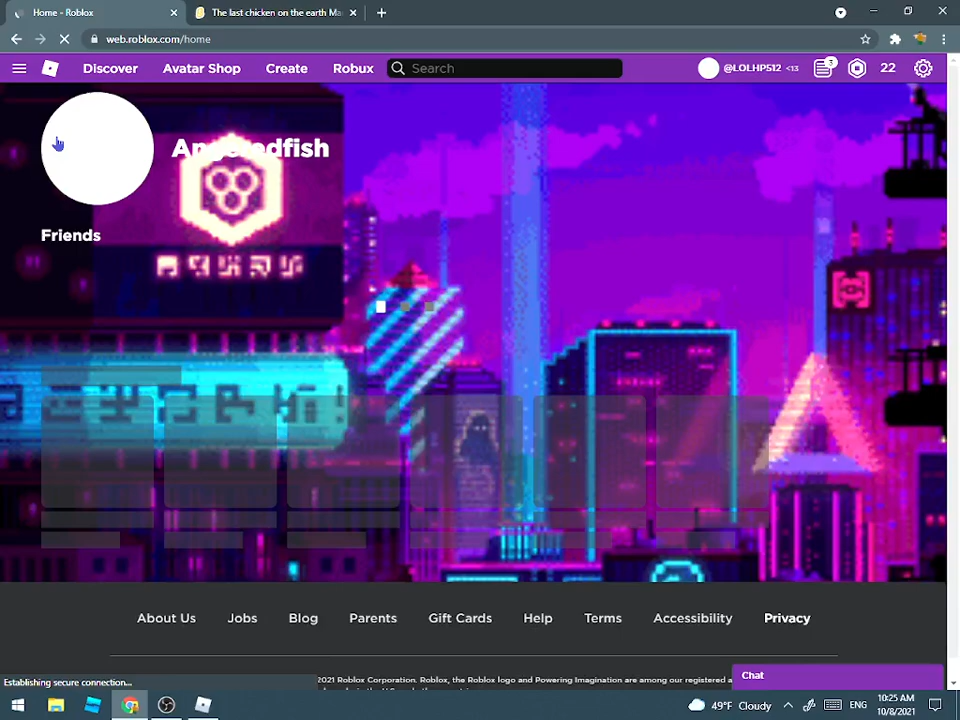 Home - Roblox
The last chicken on the earth Ma
web.roblox.com/home
Discover
Avatar Shop
Create
Robux
Search
@LOLHP512 <13
3
22
Friends
About Us
Jobs
Blog
Parents
Gift Cards
Help
Terms
Accessibility
Privacy
2021 Roblox Corporation. Roblox, the Roblox logo and Powering Imagination are among our registered a
Chat
Establishing secure connection...
49°F Cloudy
ENG
10:25 AM
10/8/2021